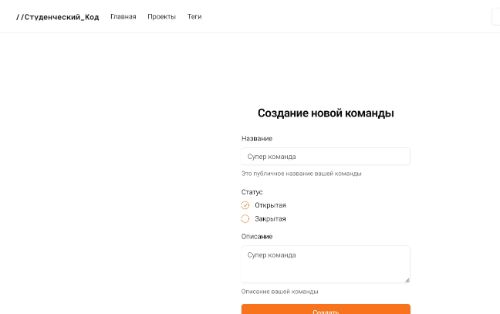 //Студенческий_Код Главная Проекты Теги
Создание новой команды
Название
Супер команда
Это публичное название вашей команды
Статус
Открытая
Закрытая
Описание
Супер команда
Описание вашей команды
Создать